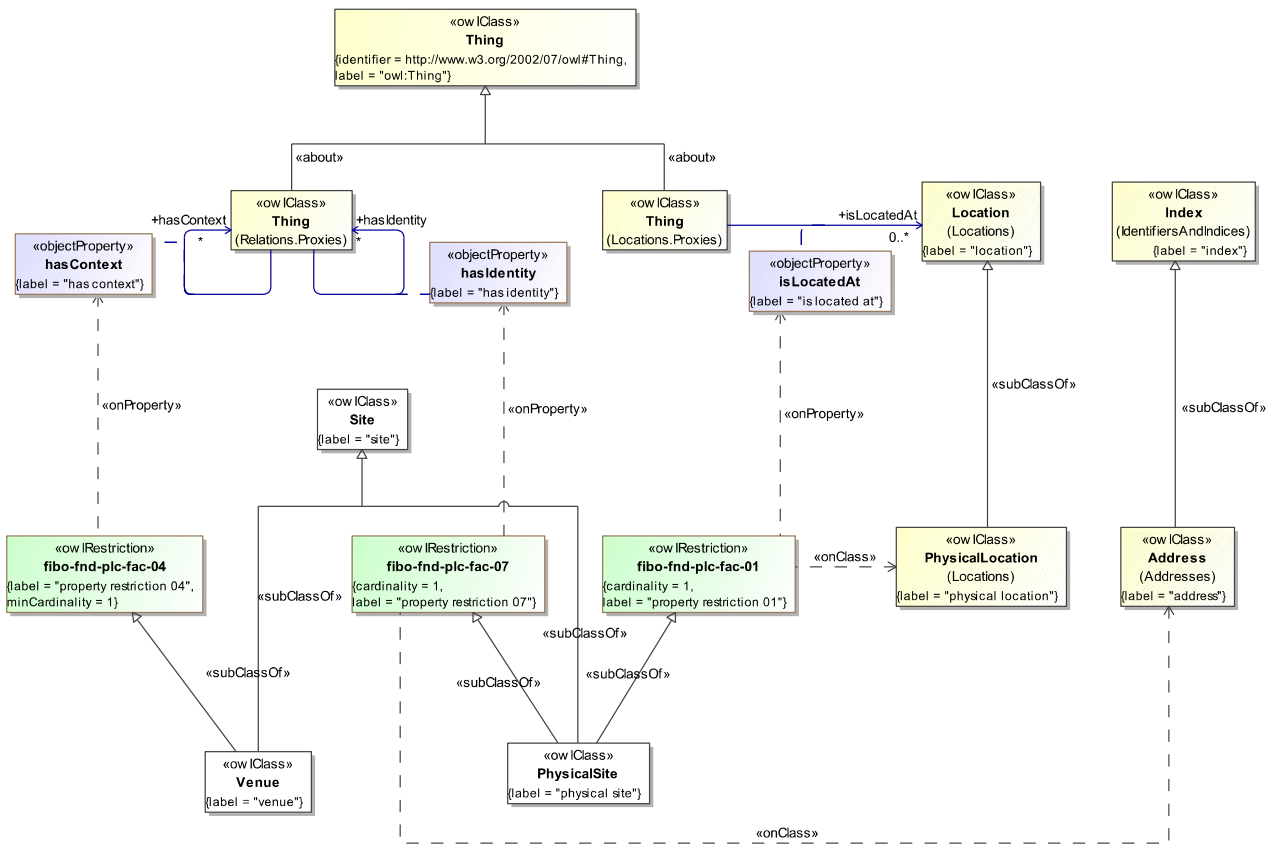 «owlClass»
Thing
{identifier = http://www.w3.org/2002/07/owl#Thing,
label = "owl:Thing"}
«about»
«about»
«owlClass»
Thing
(Relations.Proxies)
+hasContext
*
+hasIdentity
*
«owlClass»
Thing
(Locations.Proxies)
+isLocatedAt
0..*
«owlClass»
Location
(Locations)
{label = "location"}
«owlClass»
Index
(IdentifiersAndIndices)
{label = "index"}
«objectProperty»
hasContext
{label = "has context"}
«objectProperty»
hasIdentity
{label = "has identity"}
«objectProperty»
isLocatedAt
{label = "is located at"}
«onProperty»
«onProperty»
«onProperty»
«subClassOf»
«subClassOf»
«owlClass»
Site
{label = "site"}
«owlRestriction»
fibo-fnd-plc-fac-04
{label = "property restriction 04",
minCardinality = 1}
«owlRestriction»
fibo-fnd-plc-fac-07
{cardinality = 1,
label = "property restriction 07"}
«owlRestriction»
fibo-fnd-plc-fac-01
{cardinality = 1,
label = "property restriction 01"}
«onClass»
«owlClass»
PhysicalLocation
(Locations)
{label = "physical location"}
«owlClass»
Address
(Addresses)
{label = "address"}
«subClassOf»
«subClassOf»
«subClassOf»
«subClassOf»
«subClassOf»
«owlClass»
Venue
{label = "venue"}
«owlClass»
PhysicalSite
{label = "physical site"}
«onClass»